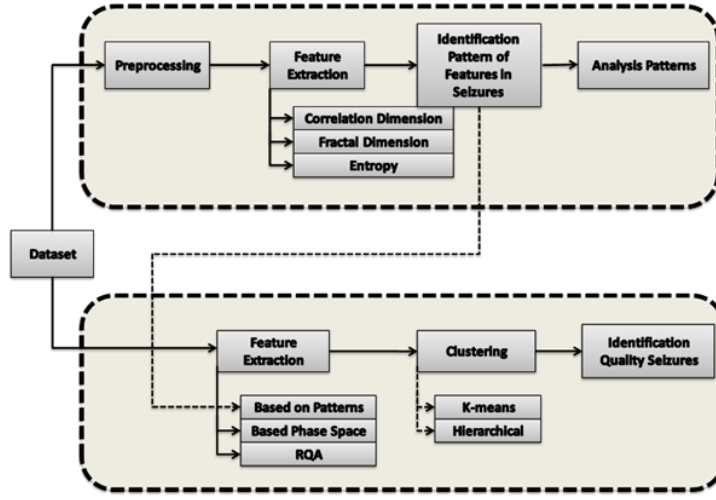 Preprocessing
Feature
Extraction
Identification
Pattern of
Features in
Seizures
Analysis Patterns
Correlation Dimension
Fractal Dimension
Entropy
Dataset
Feature
Extraction
Clustering
Identification
Quality Seizures
Based on Patterns
Based Phase Space
RQA
K-means
Hierarchical